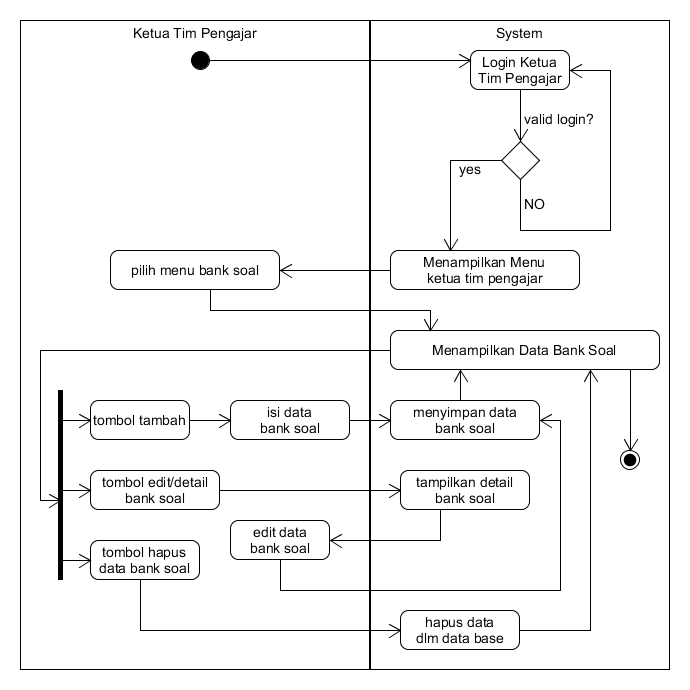 Ketua Tim Pengajar
System
Login Ketua
Tim Pengajar
valid login?
yes
NO
Menampilkan Menu
ketua tim pengajar
pilih menu bank soal
Menampilkan Data Bank Soal
tombol tambah
isi data
bank soal
menyimpan data
bank soal
tombol edit/detail
bank soal
tampilkan detail
bank soal
edit data
bank soal
tombol hapus
data bank soal
hapus data
dlm data base